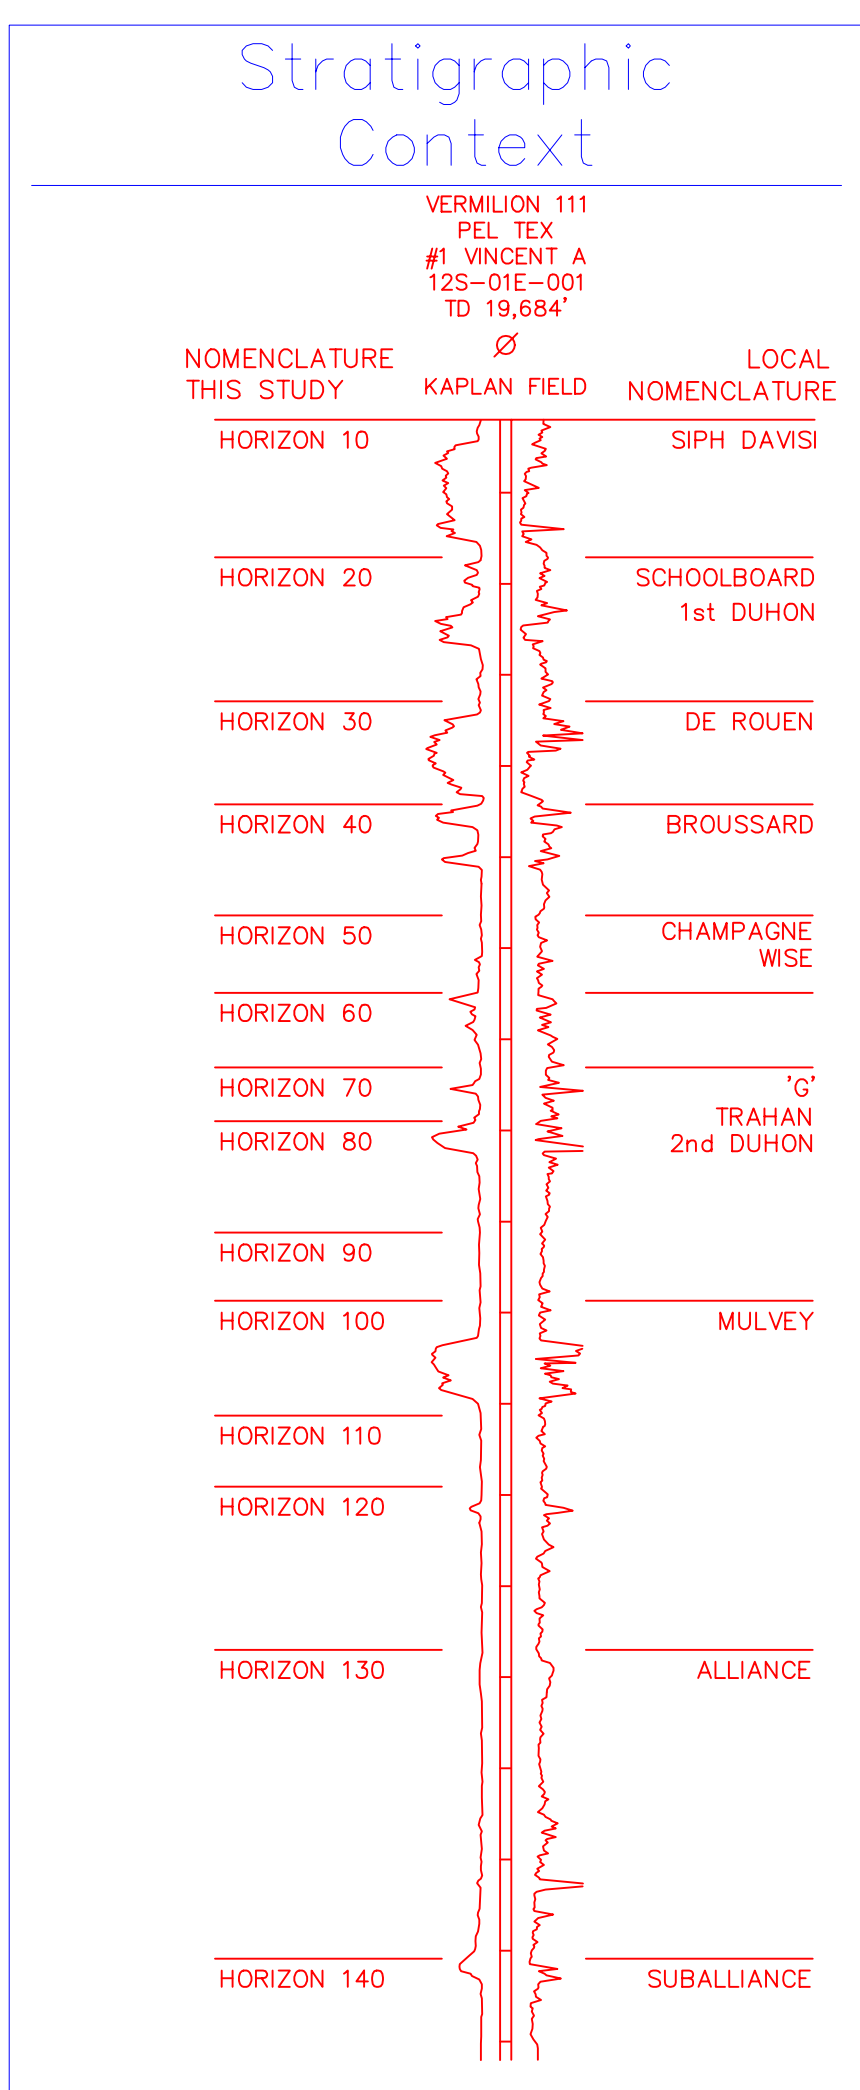 Stratigraphic
Context
VERMILION 111
PEL TEX
#1 VINCENT A
12S-01E-001
TD 19,684'
NOMENCLATURE
THIS STUDY
KAPLAN FIELD
LOCAL
NOMENCLATURE
HORIZON 10
SIPH DAVISI
HORIZON 20
SCHOOLBOARD
1st DUHON
HORIZON 30
DE ROUEN
HORIZON 40
BROUSSARD
HORIZON 50
CHAMPAGNE
WISE
HORIZON 60
HORIZON 70
'G'
TRAHAN
HORIZON 80
2nd DUHON
HORIZON 90
HORIZON 100
MULVEY
HORIZON 110
HORIZON 120
HORIZON 130
ALLIANCE
HORIZON 140
SUBALLIANCE